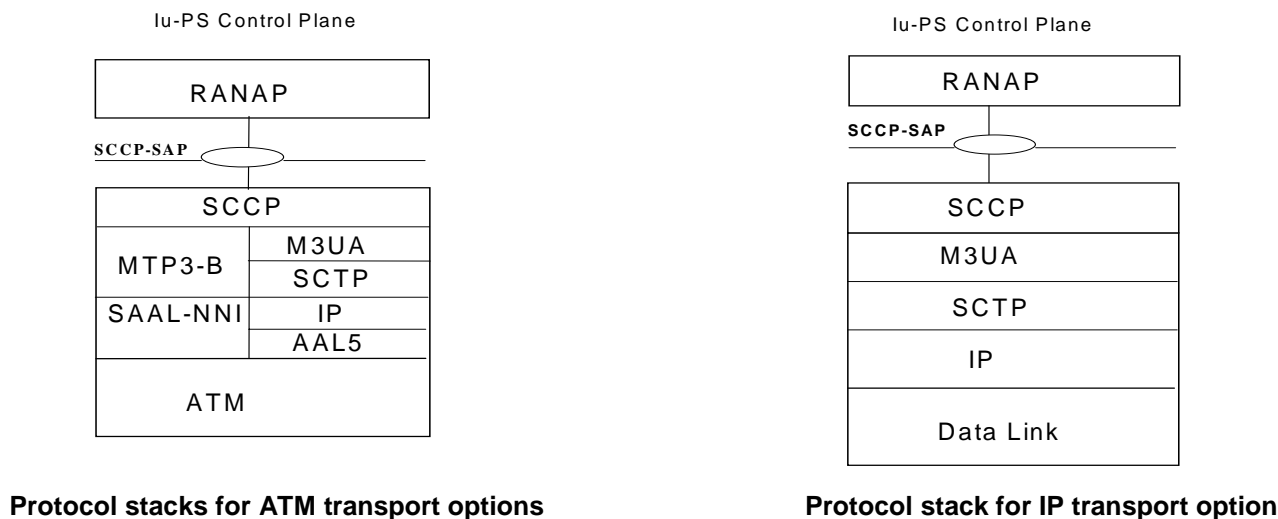 Iu-PS Control Plane
RANAP
SCCP-SAP
SCCP
MTP3-B
M3UA
SCTP
SAAL-NNI
IP
AAL5
ATM
Protocol stacks for ATM transport options
Iu-PS Control Plane
RANAP
SCCP-SAP
SCCP
M3UA
SCTP
IP
Data Link
Protocol stack for IP transport option